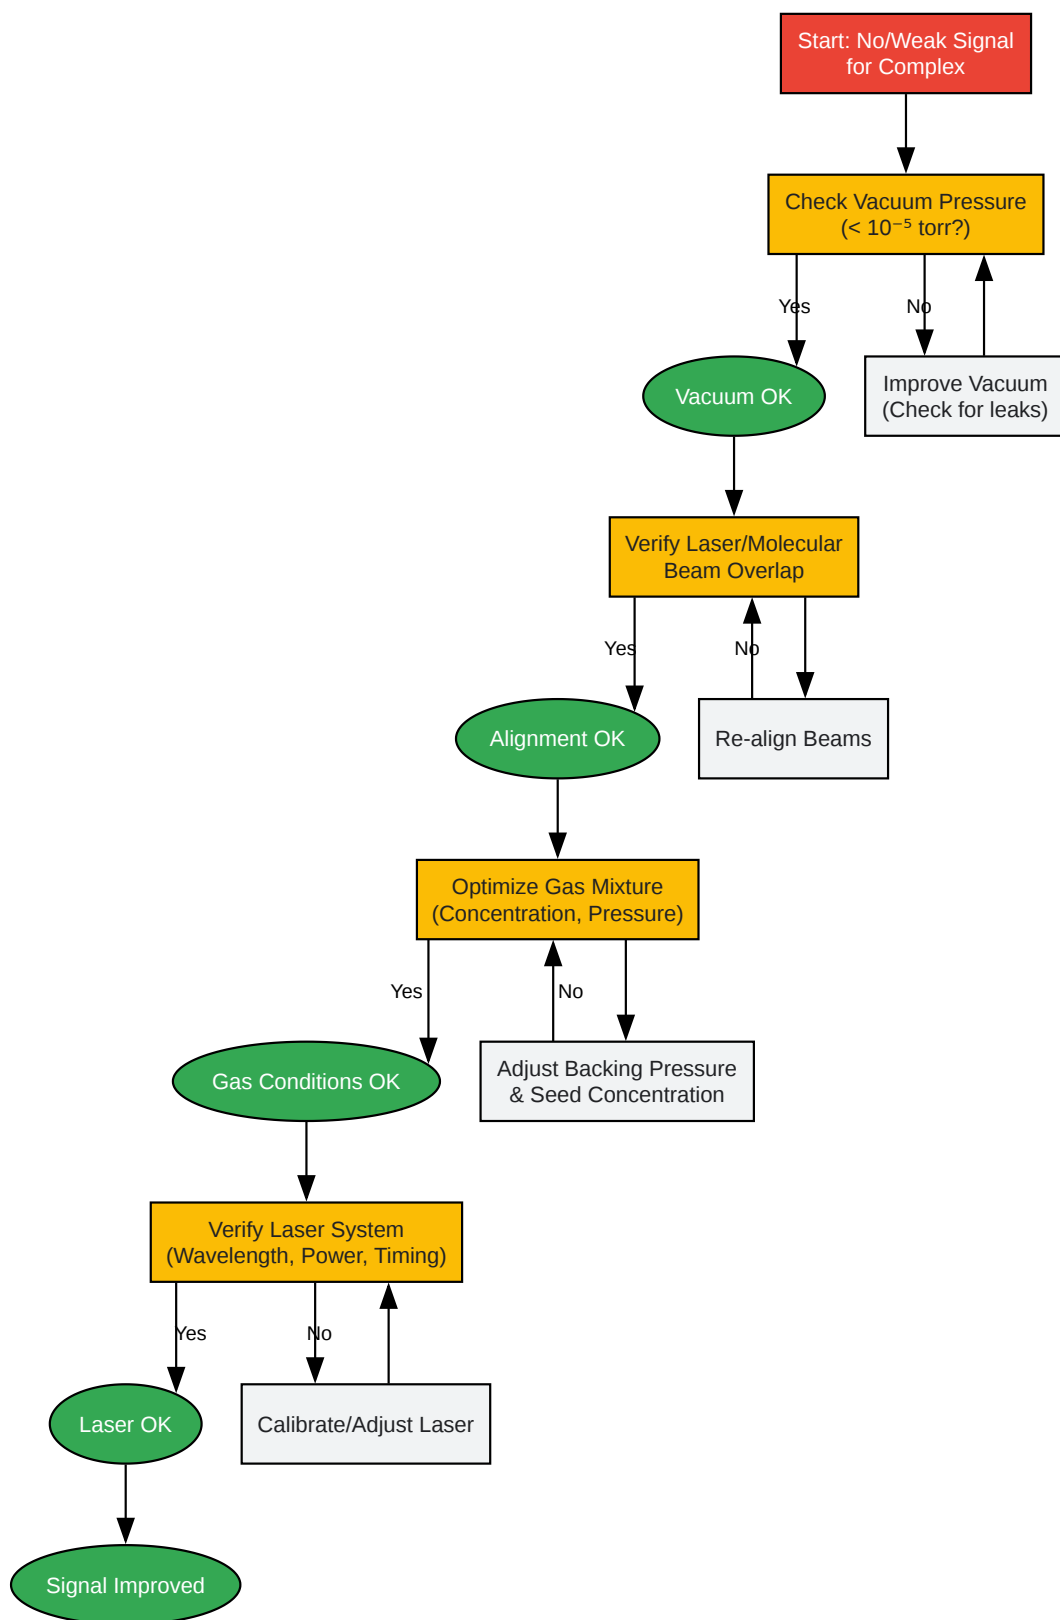 Start: No/Weak Signal
for Complex
Check Vacuum Pressure
(< 10⁻⁵ torr?)
Yes
No
Vacuum OK
Improve Vacuum
(Check for leaks)
Verify Laser/Molecular
Beam Overlap
Yes
No
Alignment OK
Re-align Beams
Optimize Gas Mixture
(Concentration, Pressure)
Yes
No
Gas Conditions OK
Adjust Backing Pressure
& Seed Concentration
Verify Laser System
(Wavelength, Power, Timing)
Yes
No
Laser OK
Calibrate/Adjust Laser
Signal Improved